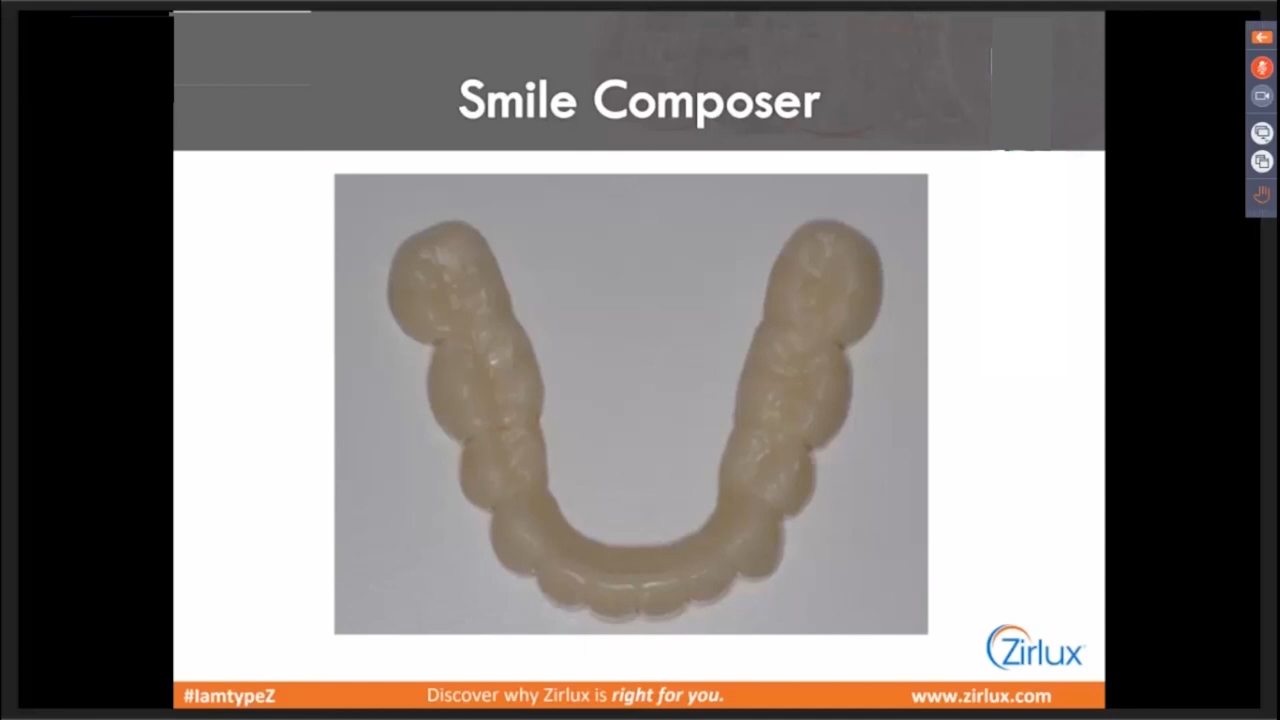 Smile Composer
Zirlux
#IamtypeZ
Discover why Zirlux is right for you.
www.zirlux.com